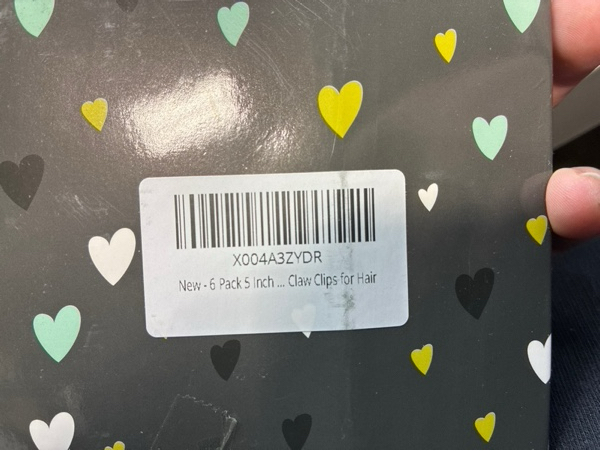 X004A3ZYDR
New - 6 Pack 5 Inch ... Claw Clips for Hair